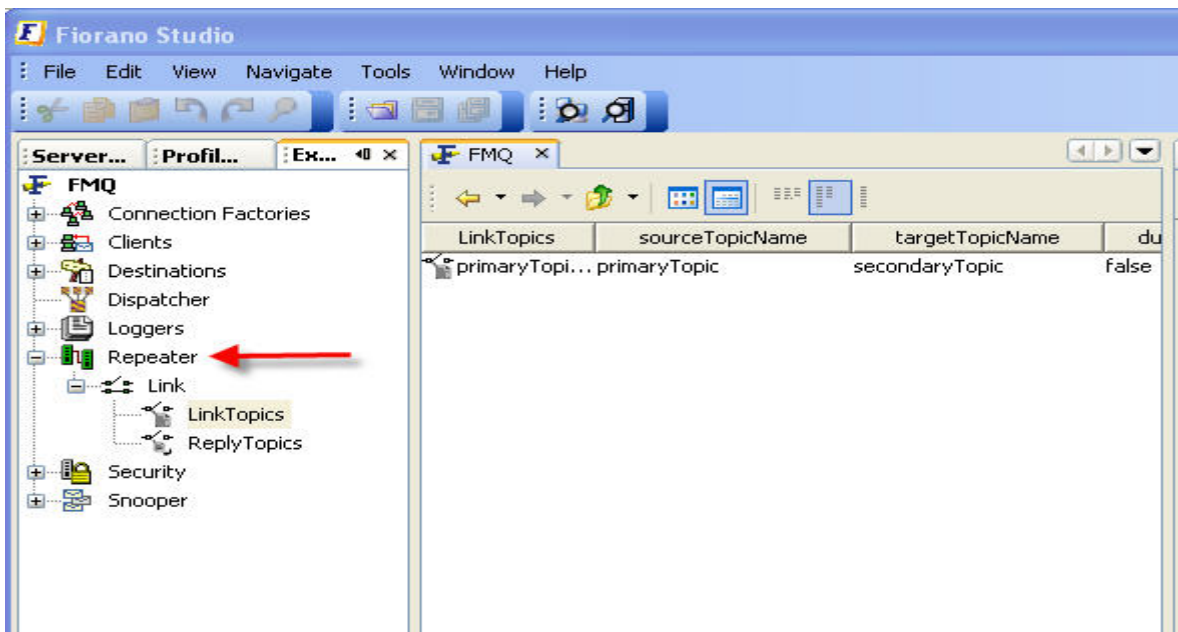 Fiorano Studio
File Edit View Navigate Tools Window Help
Server... Profil... Ex...
FMQ
FMQ
Connection Factories
Clients
Destinations
Dispatcher
Loggers
Repeater
Link
LinkTopics
ReplyTopics
Security
Snooper
LinkTopics sourceTopicName targetTopicName du
primaryTopi... primaryTopic secondaryTopic false